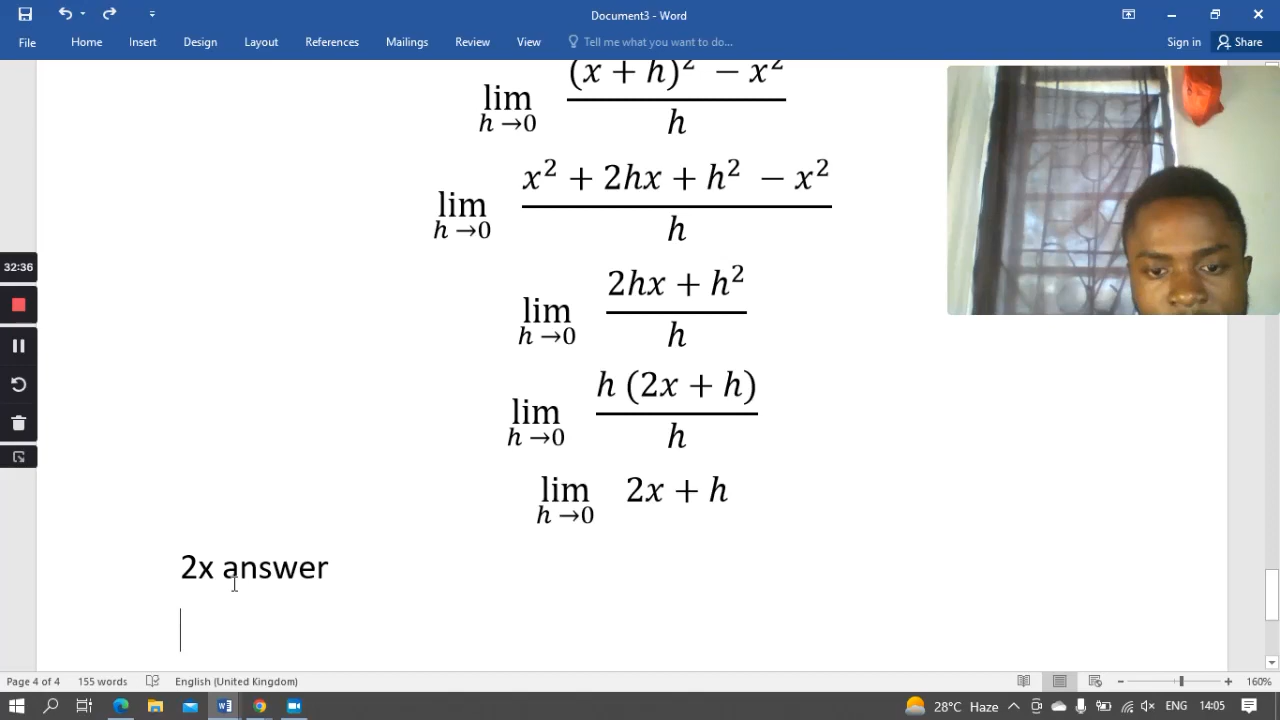 Document3 - Word
File Home Insert Design Layout References Mailings Review View Tell me what you want to do... Sign in Share
lim h→0 (x + h)² − x² / h
lim h→0 x² + 2hx + h² − x² / h
32:36
lim h→0 2hx + h² / h
lim h→0 h (2x + h) / h
lim h→0 2x + h
2x answer
Page 4 of 4 155 words English (United Kingdom) 160%
28°C Haze ENG 14:05